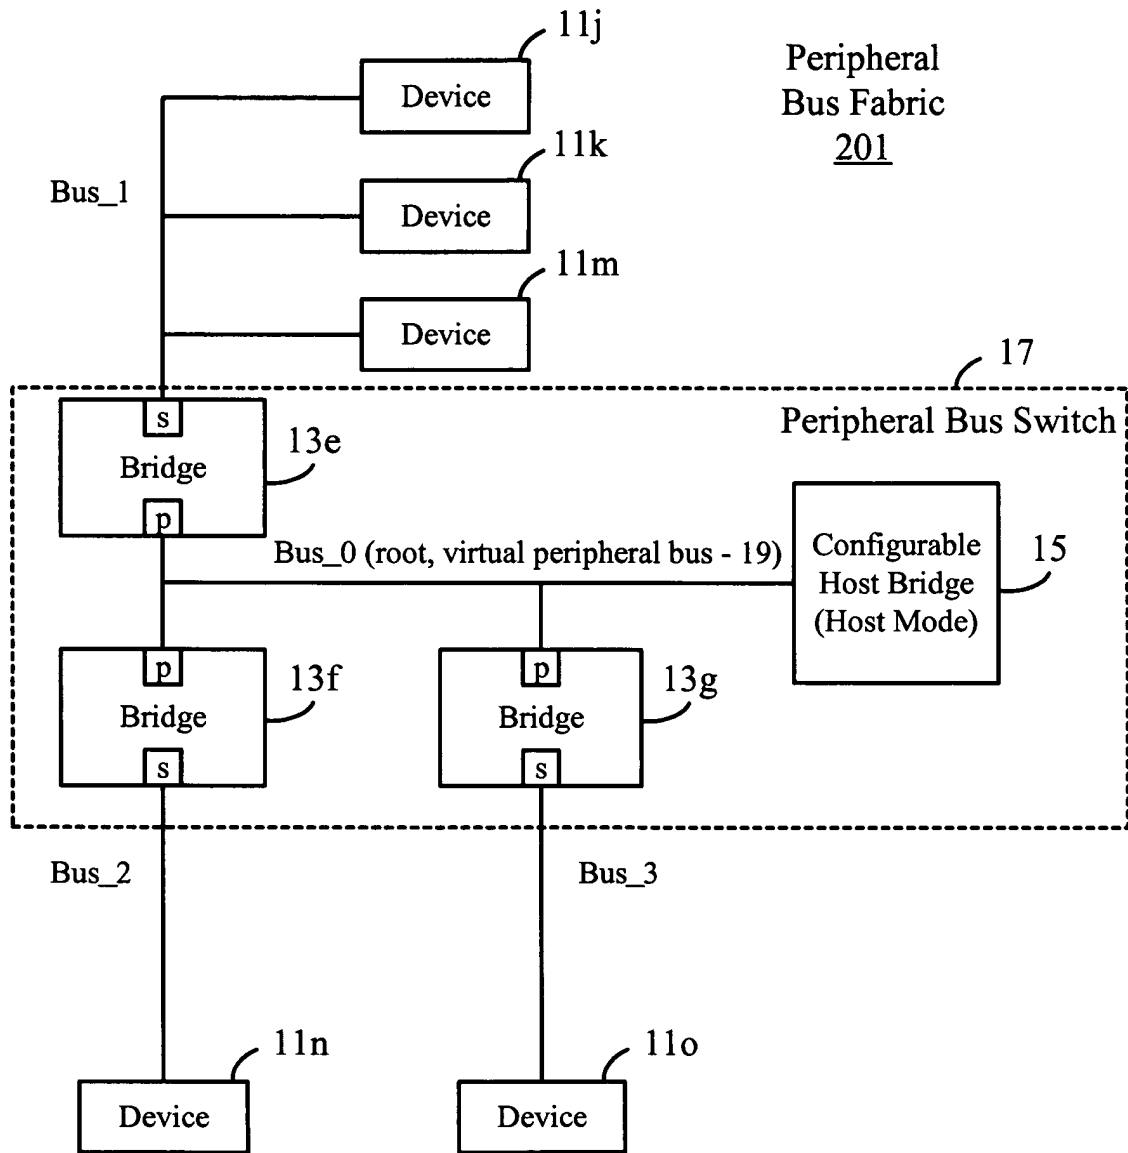 11j
Device
Peripheral
Bus Fabric
201
11k
Bus_1
Device
11m
Device
17
Peripheral Bus Switch
s
13e
Bridge
p
Bus_0 (root, virtual peripheral bus - 19)
Configurable
Host Bridge
(Host Mode)
15
p
13f
Bridge
s
p
13g
Bridge
s
Bus_2
Bus_3
11n
Device
11o
Device